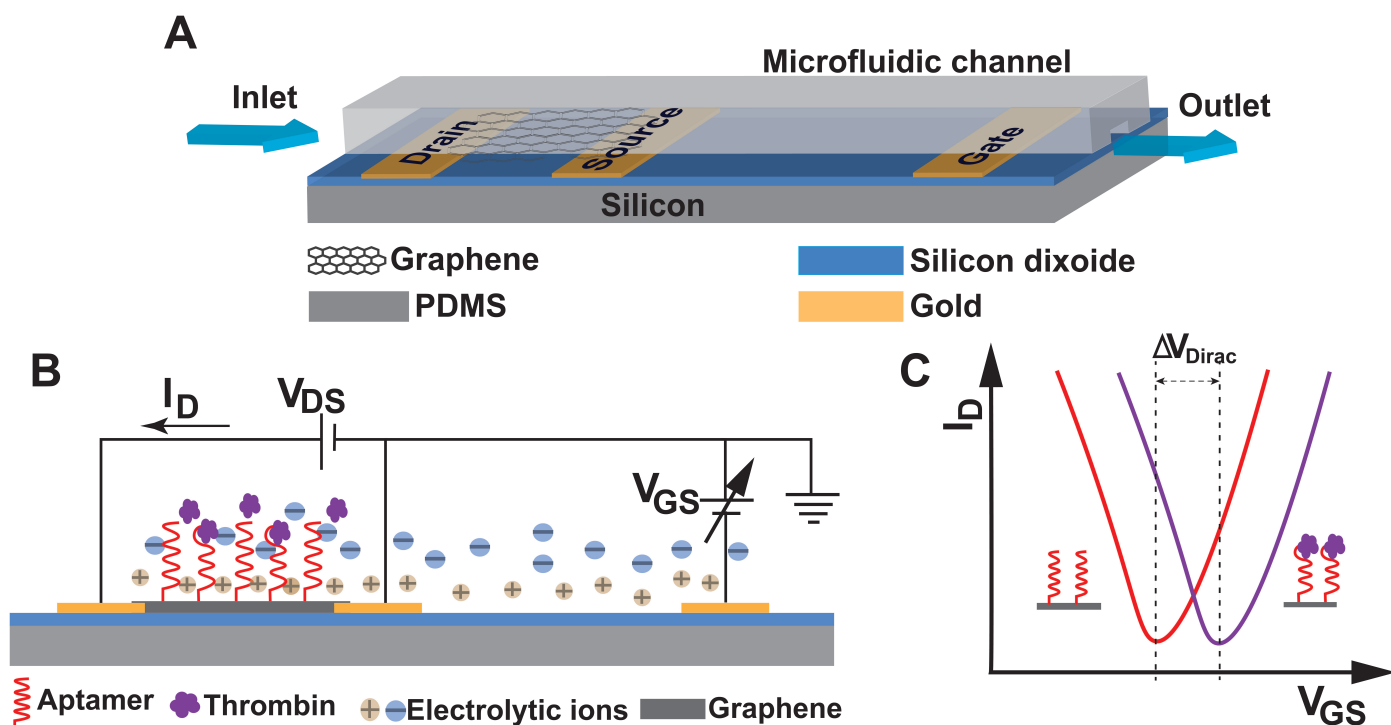 A
Microfluidic channel
Inlet
Outlet
Drain
Source
Gate
Silicon
Graphene
Silicon dixoide
PDMS
Gold
B
I_D
V_DS
V_GS
+
−
Aptamer
Thrombin
+ −
Electrolytic ions
Graphene
C
ΔV_Dirac
I_D
V_GS